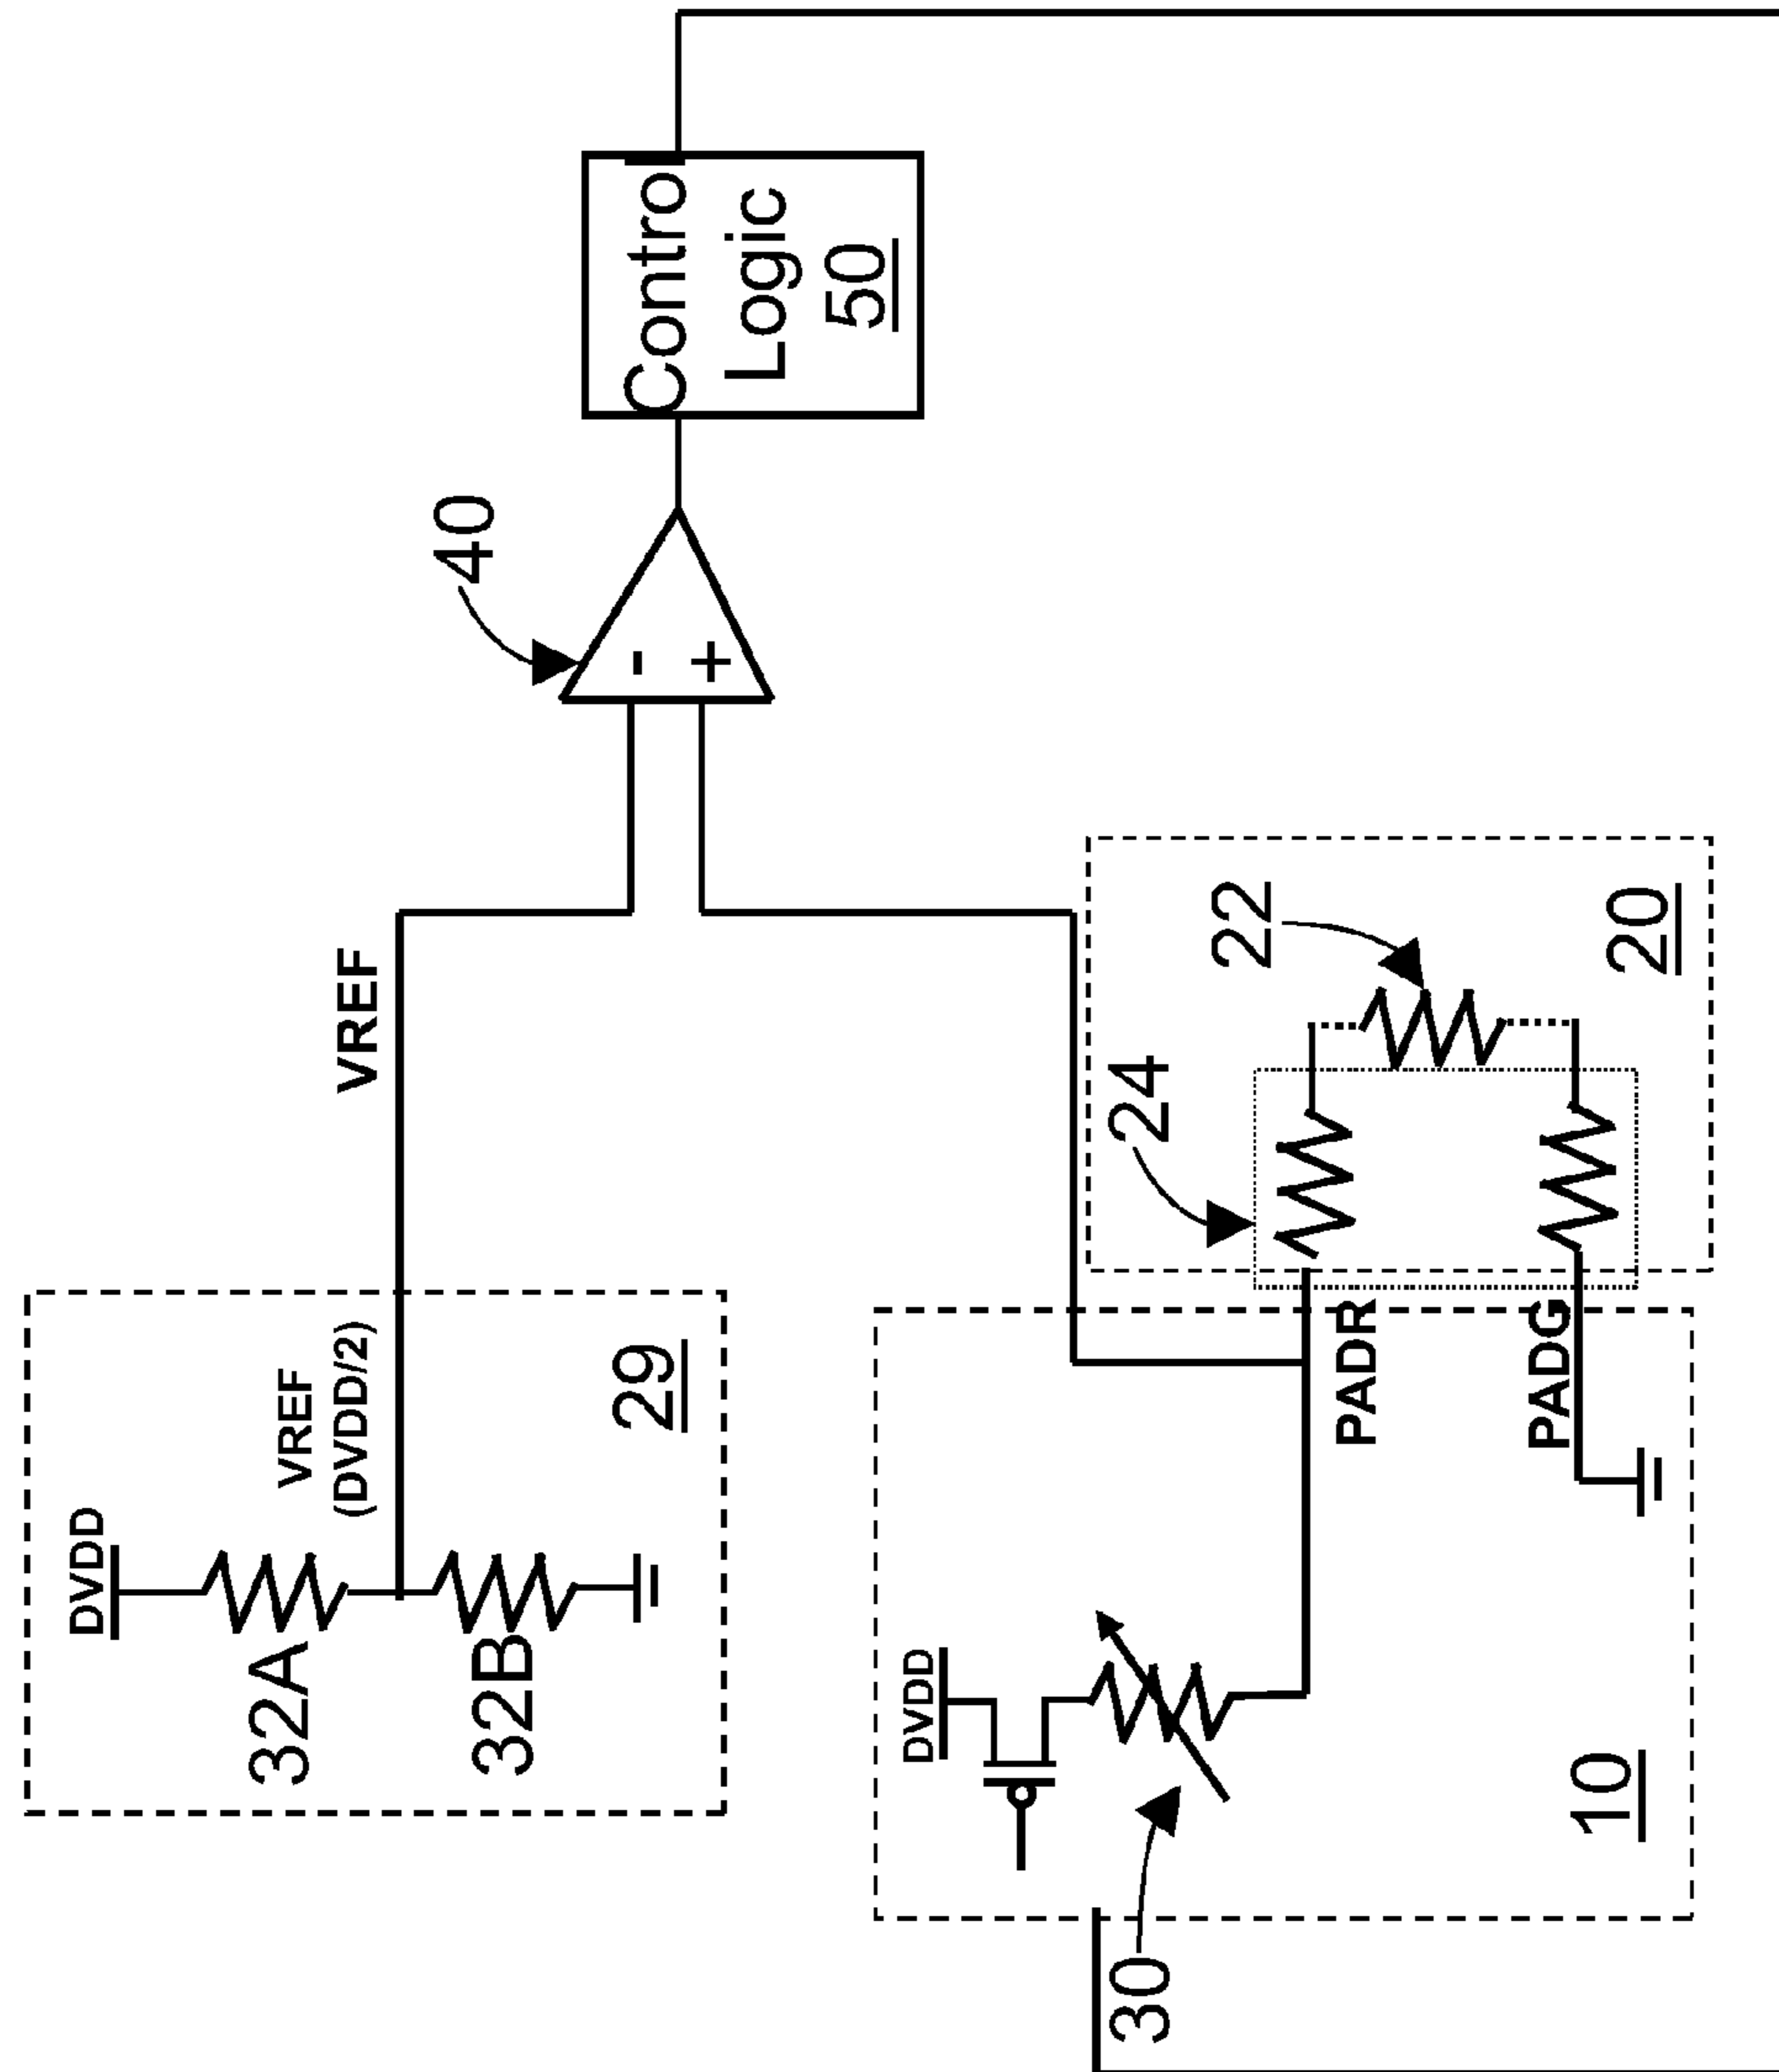 DVDD
32A
32B
VREF
(DVDD/2)
29
VREF
40
-
+
Control
Logic
50
DVDD
30
10
PADR
PADG
24
22
20